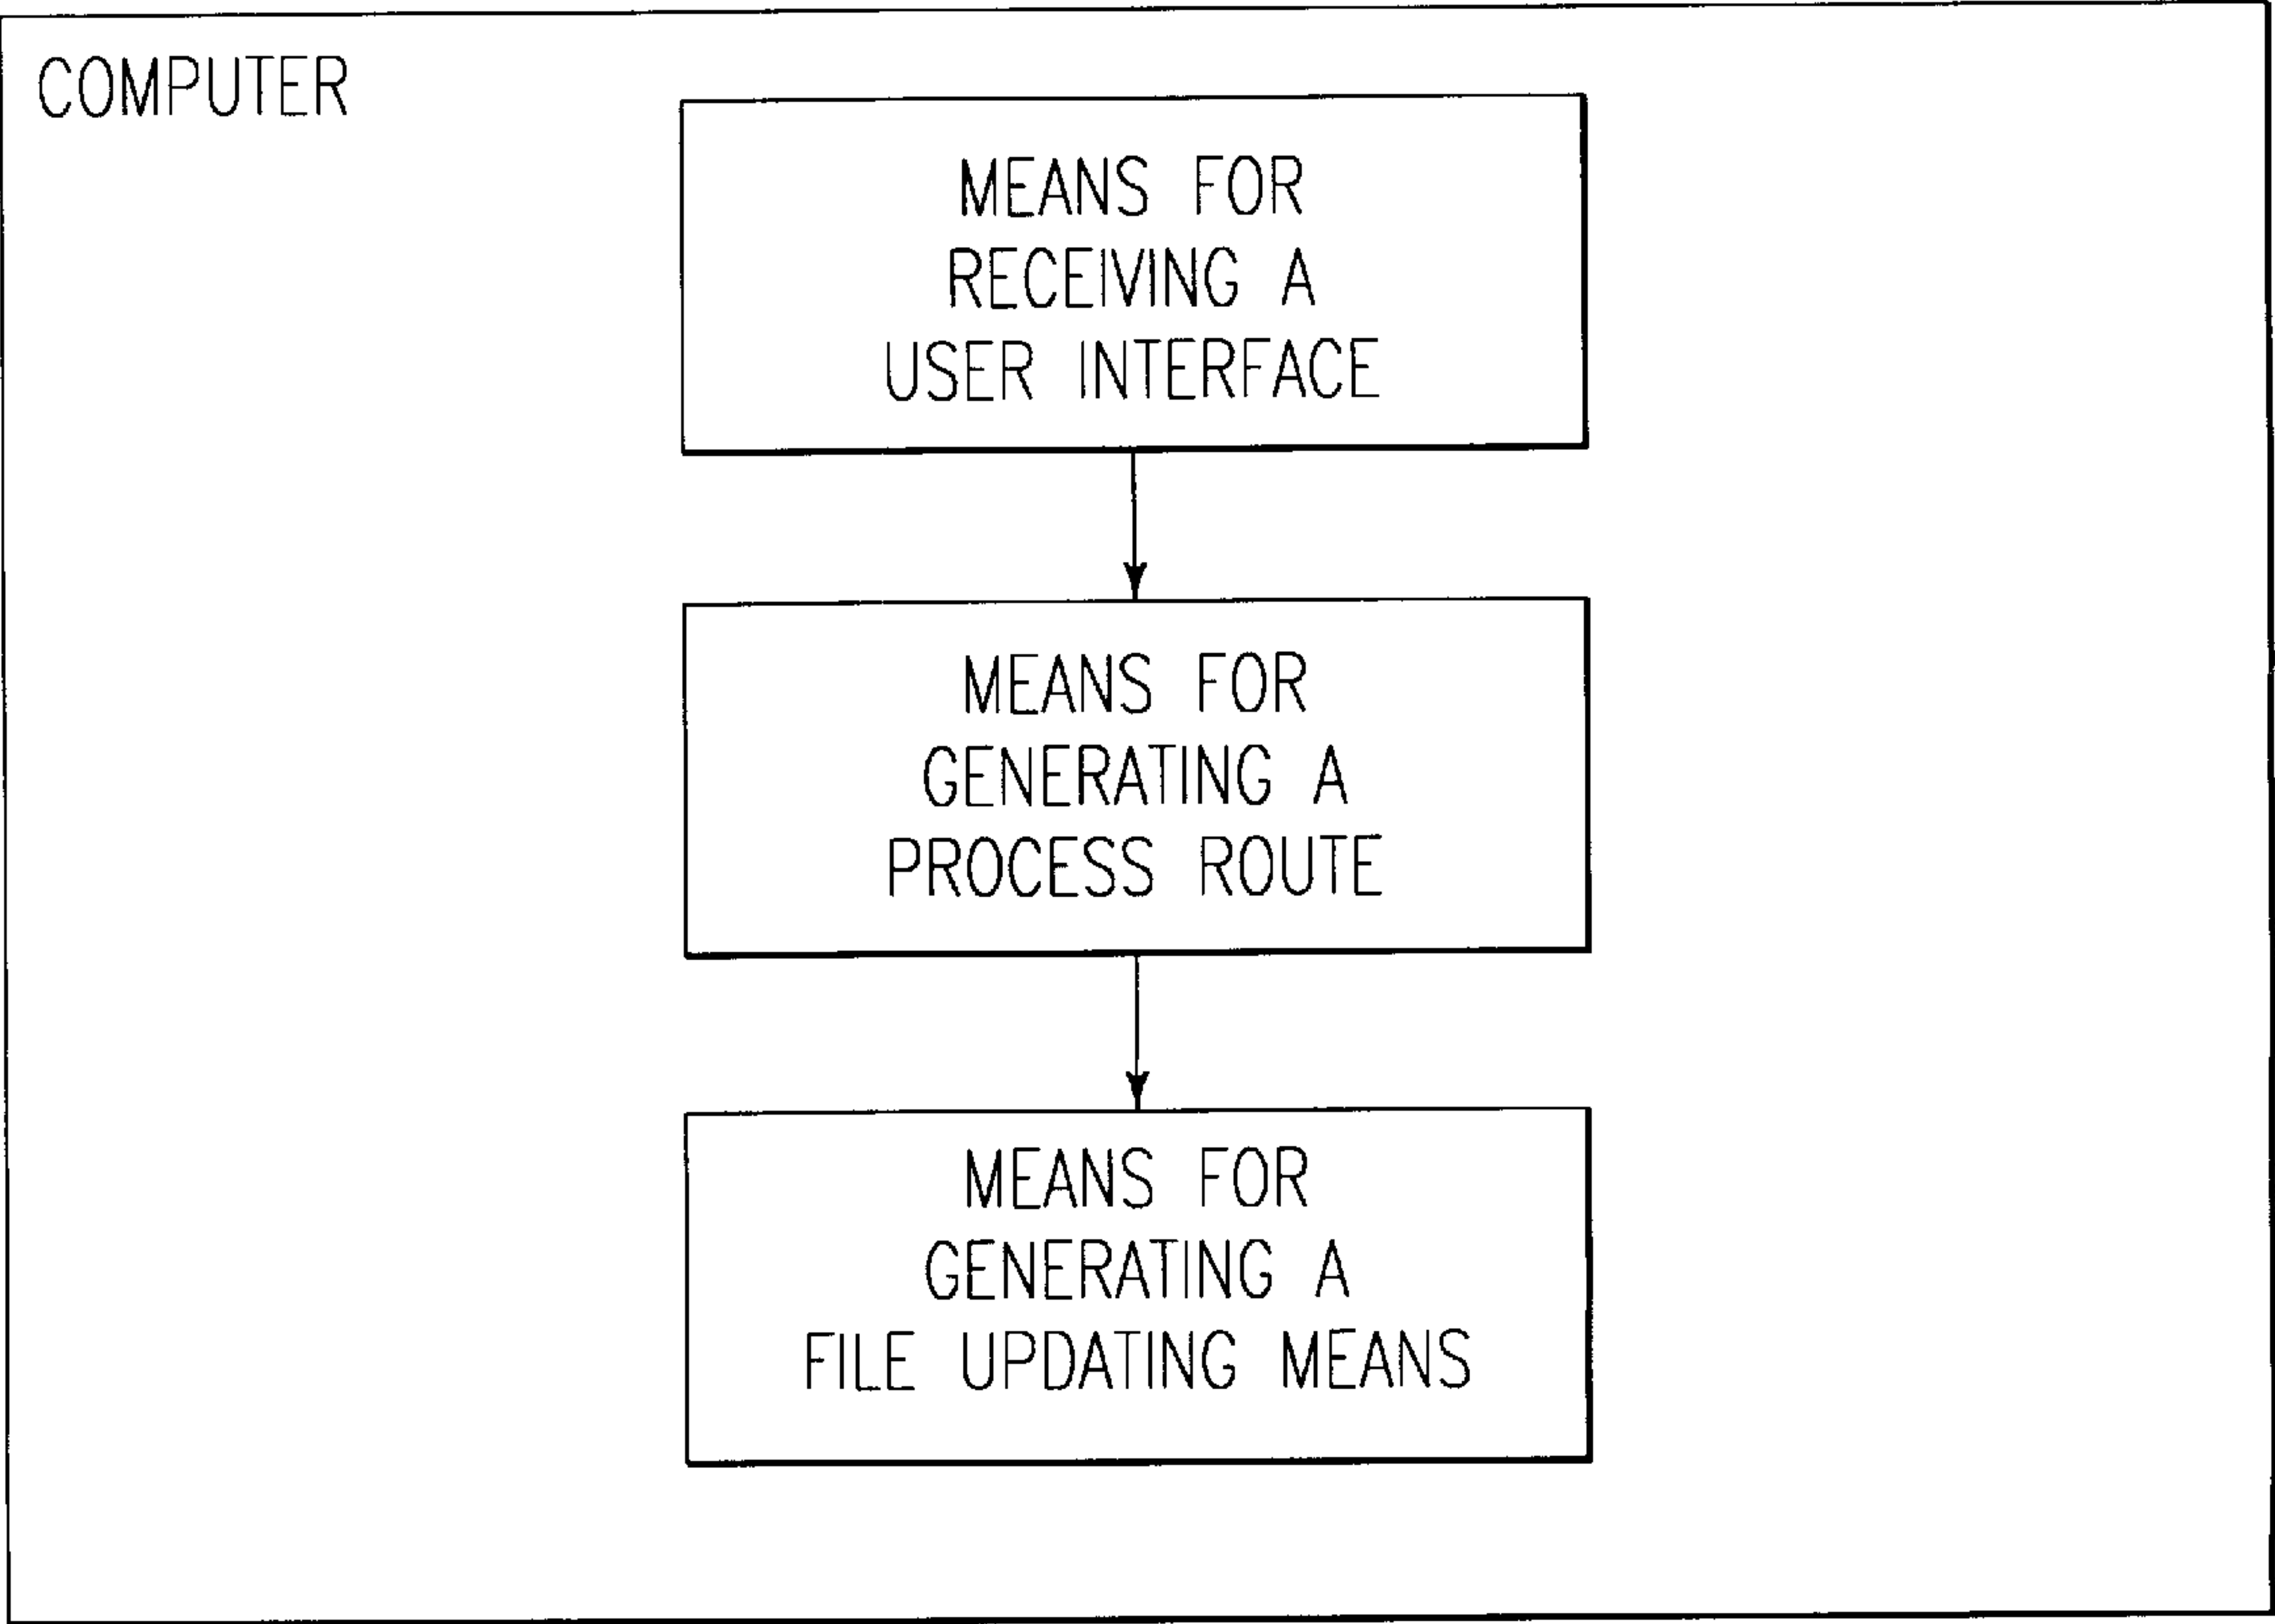 COMPUTER
MEANS FOR
RECEIVING A
USER INTERFACE
MEANS FOR
GENERATING A
PROCESS ROUTE
MEANS FOR
GENERATING A
FILE UPDATING MEANS